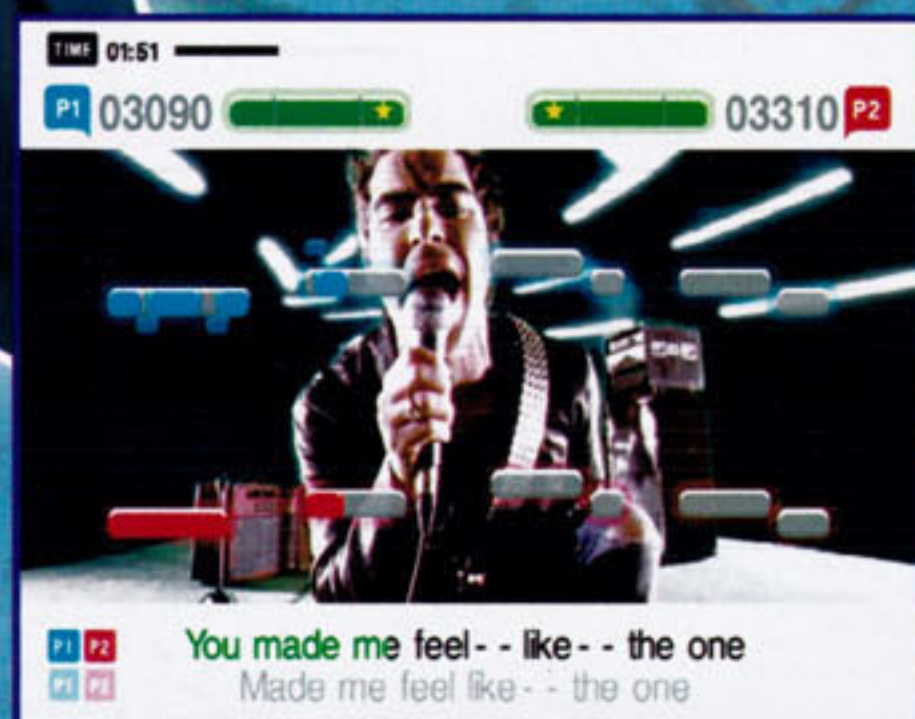 TIME 01:51
P1 03090 03310 P2
P1 P2 You made me feel - - like - - the one
P1 P2 Made me feel like - - the one